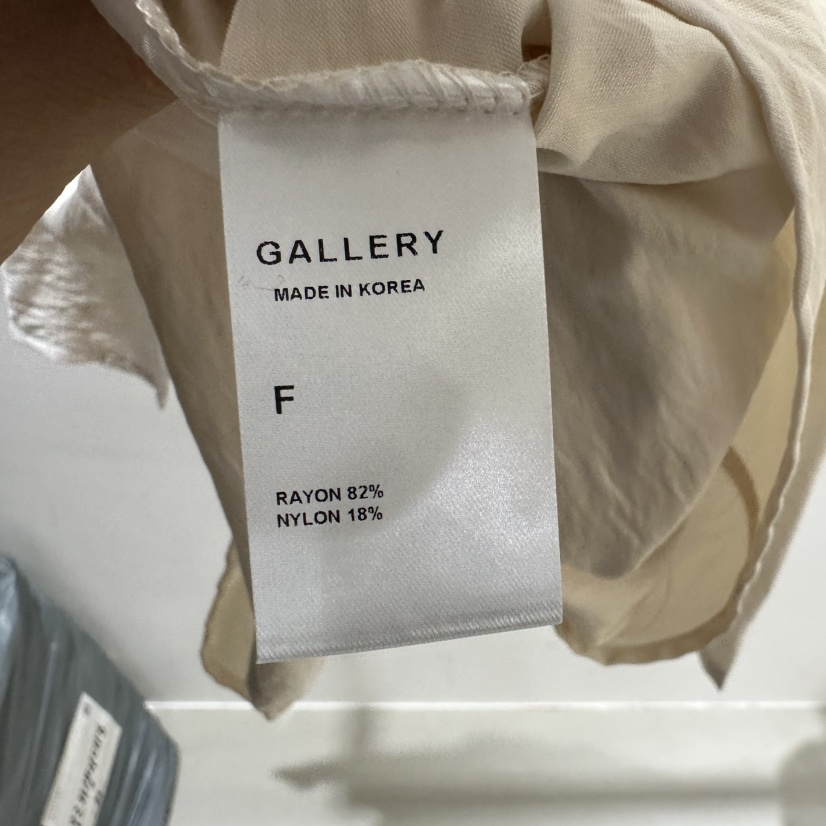 GALLERY
MADE IN KOREA
F
RAYON 82%
NYLON 18%